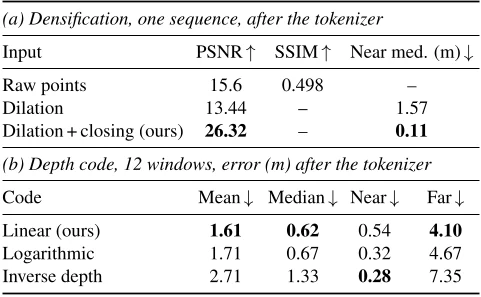 (a) Densification, one sequence, after the tokenizer
Input PSNR↑ SSIM↑ Near med. (m)↓
Raw points 15.6 0.498 –
Dilation 13.44 – 1.57
Dilation + closing (ours) 26.32 – 0.11
(b) Depth code, 12 windows, error (m) after the tokenizer
Code Mean↓ Median↓ Near↓ Far↓
Linear (ours) 1.61 0.62 0.54 4.10
Logarithmic 1.71 0.67 0.32 4.67
Inverse depth 2.71 1.33 0.28 7.35